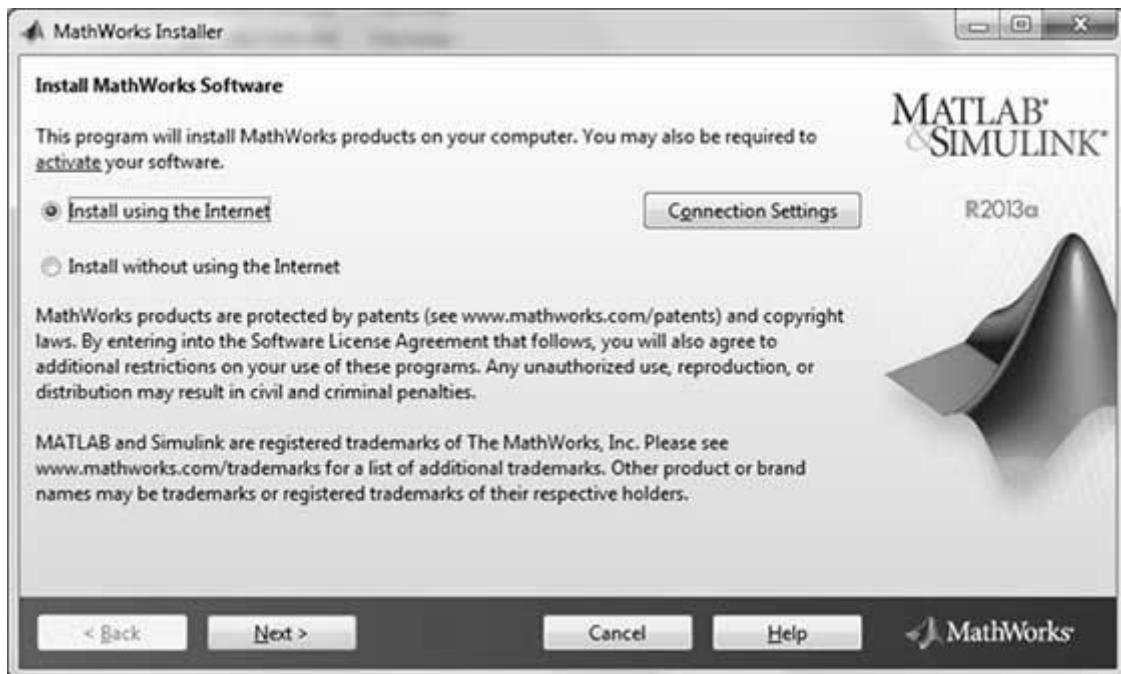 MathWorks Installer
Install MathWorks Software
This program will install MathWorks products on your computer. You may also be required to
activate your software.
Install using the Internet
Connection Settings
Install without using the Internet
MathWorks products are protected by patents (see www.mathworks.com/patents) and copyright
laws. By entering into the Software License Agreement that follows, you will also agree to
additional restrictions on your use of these programs. Any unauthorized use, reproduction, or
distribution may result in civil and criminal penalties.
MATLAB and Simulink are registered trademarks of The MathWorks, Inc. Please see
www.mathworks.com/trademarks for a list of additional trademarks. Other product or brand
names may be trademarks or registered trademarks of their respective holders.
MATLAB®
&SIMULINK®
R2013a
< Back
Next >
Cancel
Help
MathWorks®